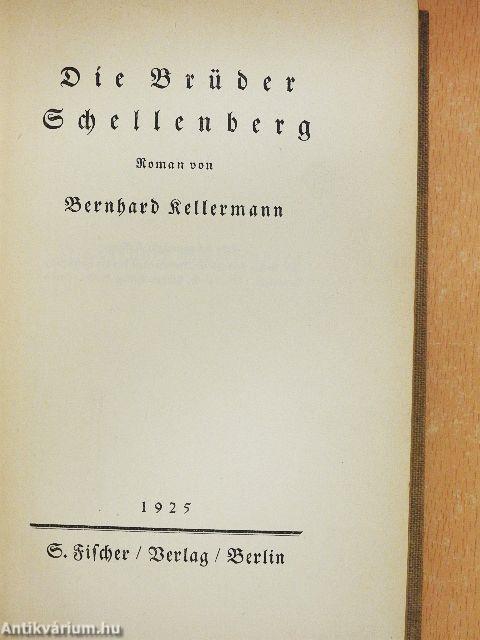 Die Brüder
Schellenberg
Roman von
Bernhard Kellermann
1925
S. Fischer / Verlag / Berlin
Antikvárium.hu